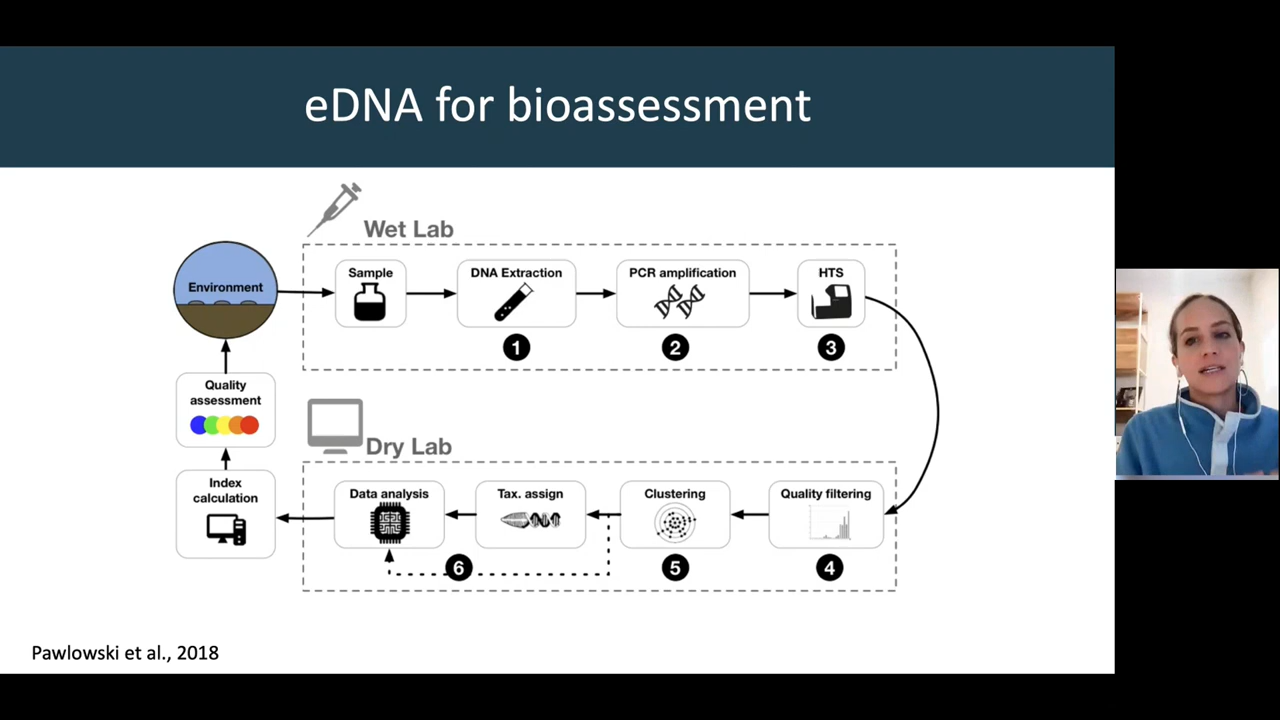 eDNA for bioassessment
Wet Lab
Environment
Sample
DNA Extraction
PCR amplification
HTS
1
2
3
Quality
assessment
Dry Lab
Index
calculation
Data analysis
Tax. assign
Clustering
Quality filtering
6
5
4
Pawlowski et al., 2018